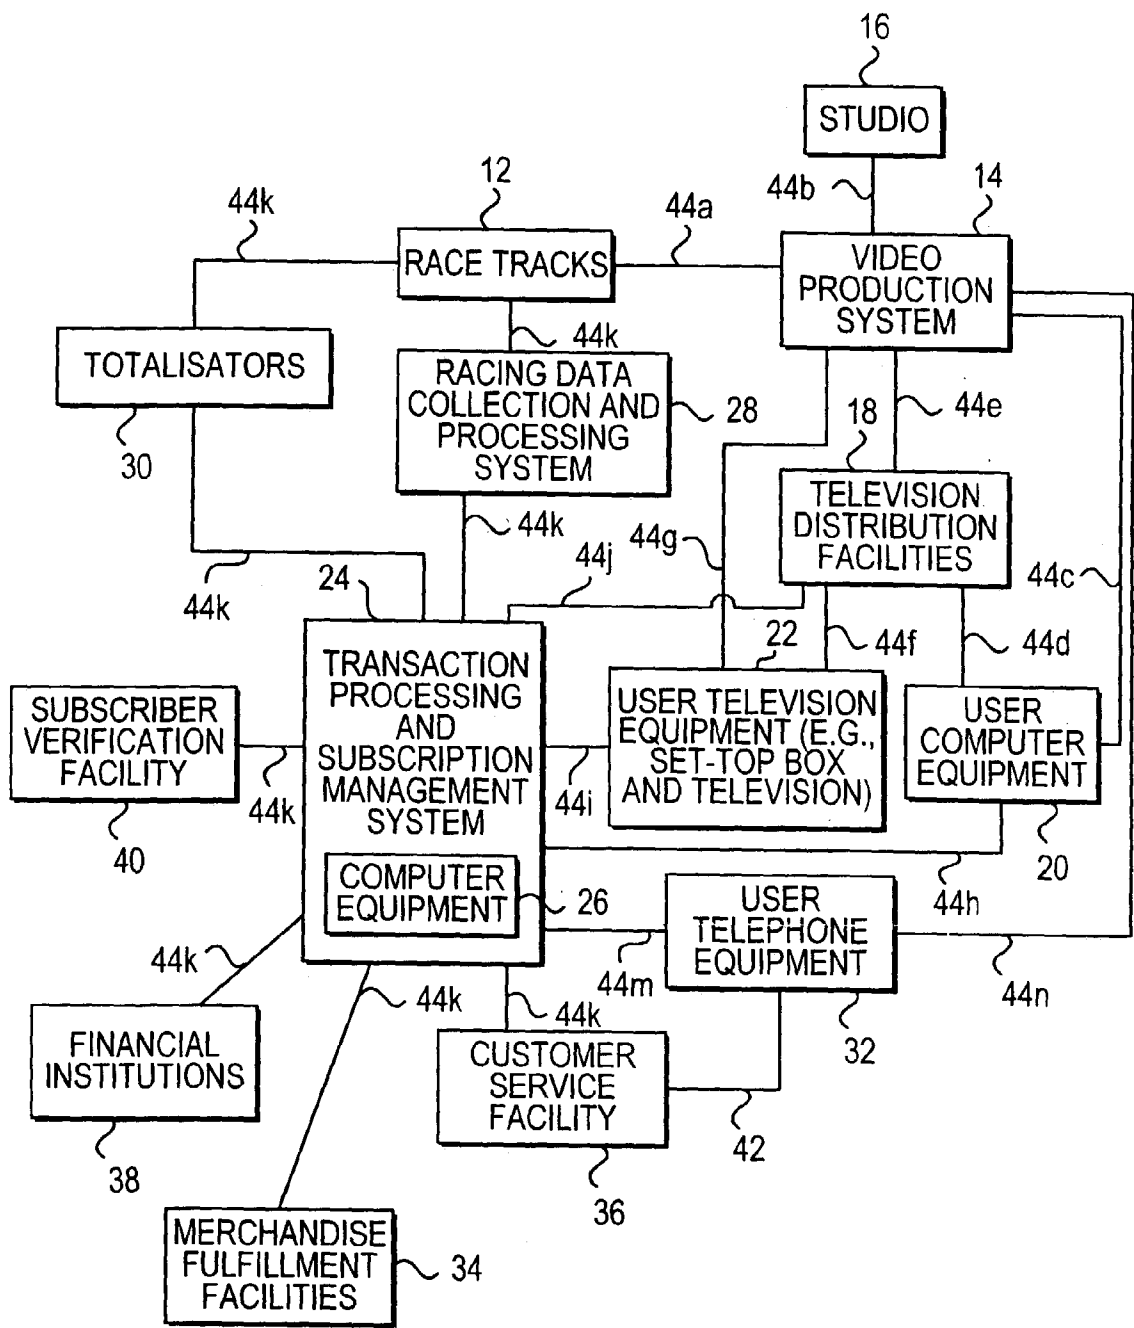 16
STUDIO
12
44b
14
44k
44a
RACE TRACKS
VIDEO
PRODUCTION
SYSTEM
44k
TOTALISATORS
RACING DATA
COLLECTION AND
PROCESSING
SYSTEM
28
18
44e
30
TELEVISION
DISTRIBUTION
FACILITIES
44k
44g
44j
44c
44k
24
22
44f
44d
TRANSACTION
PROCESSING
AND
SUBSCRIPTION
MANAGEMENT
SYSTEM
USER TELEVISION
EQUIPMENT (E.G.,
SET-TOP BOX
AND TELEVISION)
USER
COMPUTER
EQUIPMENT
SUBSCRIBER
VERIFICATION
FACILITY
44k
44i
40
20
COMPUTER
EQUIPMENT
26
44h
USER
TELEPHONE
EQUIPMENT
44k
44k
44k
44m
44n
32
FINANCIAL
INSTITUTIONS
CUSTOMER
SERVICE
FACILITY
42
38
36
MERCHANDISE
FULFILLMENT
FACILITIES
34